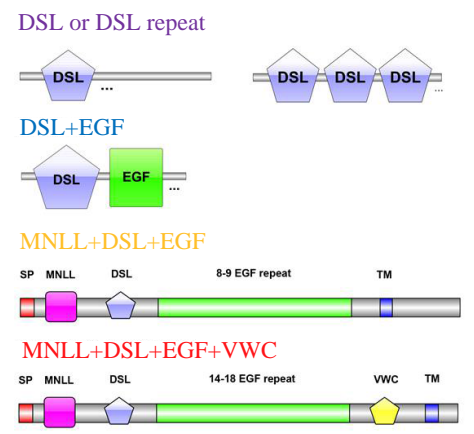 DSL or DSL repeat
DSL ... DSL DSL DSL ...
DSL+EGF
DSL EGF ...
MNLL+DSL+EGF
SP MNLL DSL 8-9 EGF repeat TM
MNLL+DSL+EGF+VWC
SP MNLL DSL 14-18 EGF repeat VWC TM